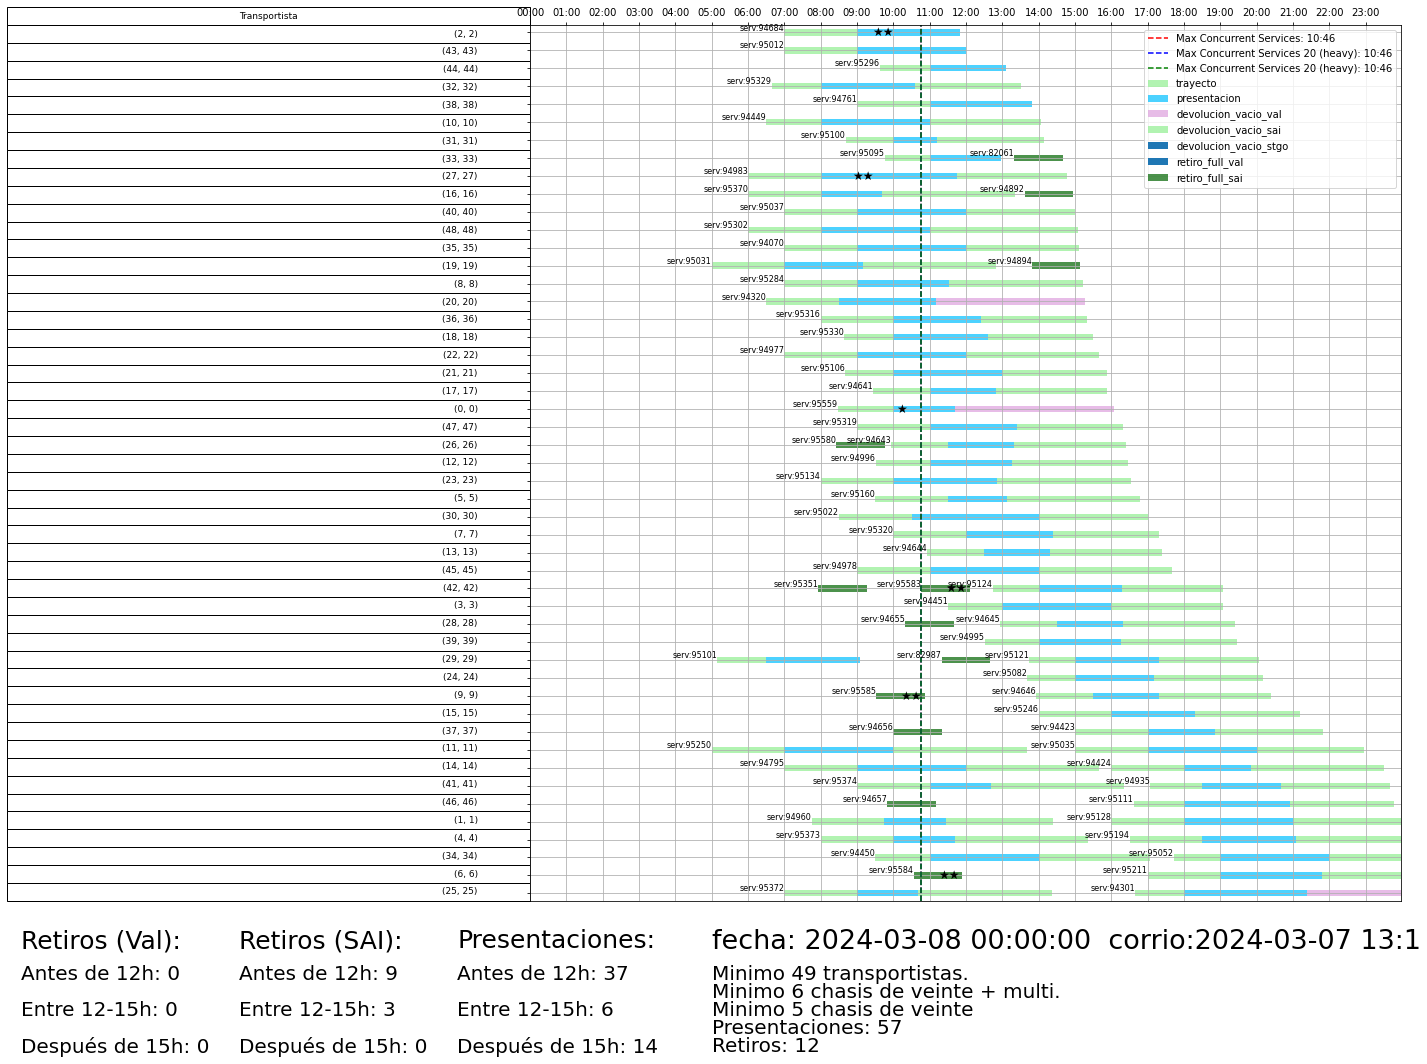 Transportista
00:00 01:00 02:00 03:00 04:00 05:00 06:00 07:00 08:00 09:00 10:00 11:00 12:00 13:00 14:00 15:00 16:00 17:00 18:00 19:00 20:00 21:00 22:00 23:00
(2, 2) serv:94684
(43, 43) serv:95012
(44, 44) serv:95296
(32, 32) serv:95329
(38, 38) serv:94761
(10, 10) serv:94449
(31, 31) serv:95100
(33, 33) serv:95095 serv:82061
(27, 27) serv:94983
(16, 16) serv:95370 serv:94892
(40, 40) serv:95037
(48, 48) serv:95302
(35, 35) serv:94070
(19, 19) serv:95031 serv:94894
(8, 8) serv:95284
(20, 20) serv:94320
(36, 36) serv:95316
(18, 18) serv:95330
(22, 22) serv:94977
(21, 21) serv:95106
(17, 17) serv:94641
(0, 0) serv:95559
(47, 47) serv:95319
(26, 26) serv:95580 serv:94643
(12, 12) serv:94996
(23, 23) serv:95134
(5, 5) serv:95160
(30, 30) serv:95022
(7, 7) serv:95320
(13, 13) serv:94644
(45, 45) serv:94978
(42, 42) serv:95351 serv:95583 serv:95124
(3, 3) serv:94451
(28, 28) serv:94655 serv:94645
(39, 39) serv:94995
(29, 29) serv:95101 serv:82987 serv:95121
(24, 24) serv:95082
(9, 9) serv:95585 serv:94646
(15, 15) serv:95246
(37, 37) serv:94656 serv:94423
(11, 11) serv:95250 serv:95035
(14, 14) serv:94795 serv:94424
(41, 41) serv:95374 serv:94935
(46, 46) serv:94657 serv:95111
(1, 1) serv:94960 serv:95128
(4, 4) serv:95373 serv:95194
(34, 34) serv:94450 serv:95052
(6, 6) serv:95584 serv:95211
(25, 25) serv:95372 serv:94301
Max Concurrent Services: 10:46
Max Concurrent Services 20 (heavy): 10:46
Max Concurrent Services 20 (heavy): 10:46
trayecto
presentacion
devolucion_vacio_val
devolucion_vacio_sai
devolucion_vacio_stgo
retiro_full_val
retiro_full_sai
Retiros (Val):
Antes de 12h: 0
Entre 12-15h: 0
Después de 15h: 0
Retiros (SAI):
Antes de 12h: 9
Entre 12-15h: 3
Después de 15h: 0
Presentaciones:
Antes de 12h: 37
Entre 12-15h: 6
Después de 15h: 14
fecha: 2024-03-08 00:00:00 corrio:2024-03-07 13:1
Minimo 49 transportistas.
Minimo 6 chasis de veinte + multi.
Minimo 5 chasis de veinte
Presentaciones: 57
Retiros: 12